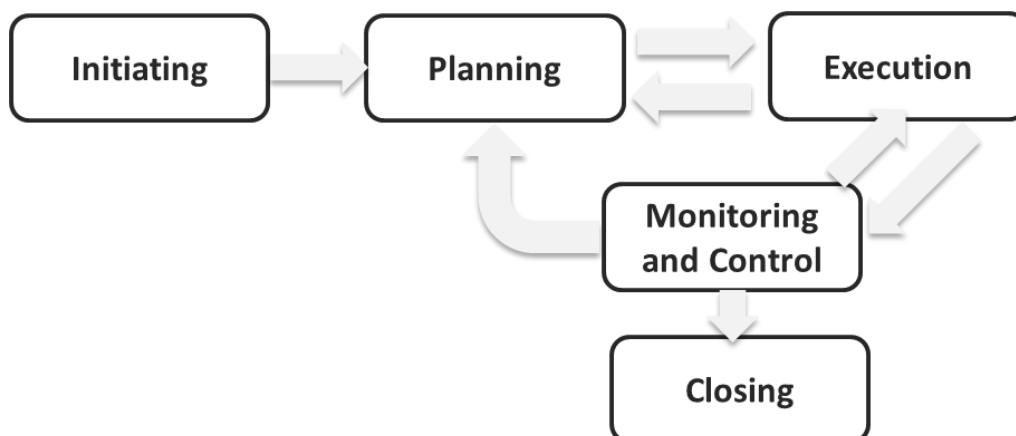 Initiating
Planning
Execution
Monitoring
and Control
Closing